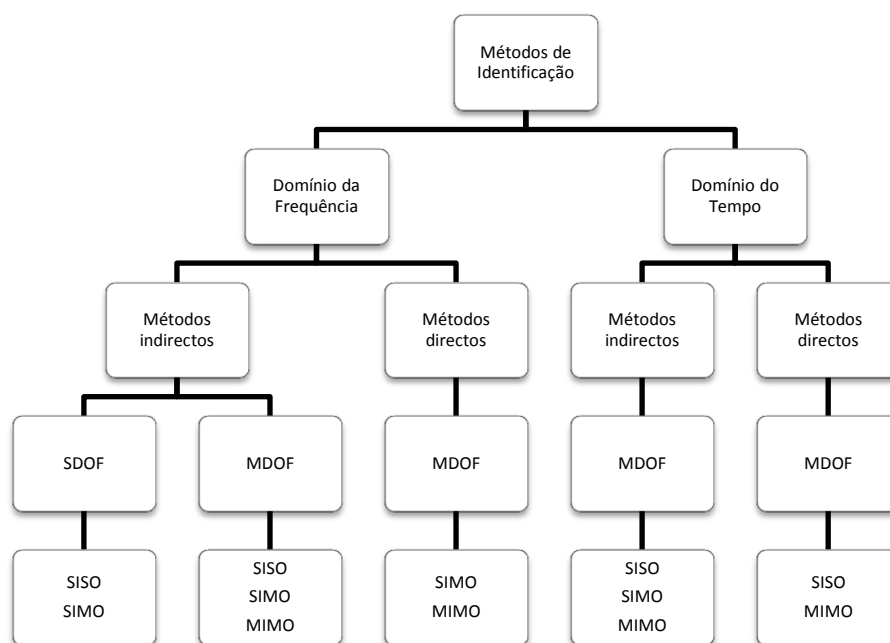 Métodos de
Identificação
Domínio da
Frequência
Domínio do
Tempo
Métodos
indirectos
Métodos
directos
Métodos
indirectos
Métodos
directos
SDOF
MDOF
MDOF
MDOF
MDOF
SISO
SIMO
SISO
SIMO
MIMO
SIMO
MIMO
SISO
SIMO
MIMO
SISO
MIMO